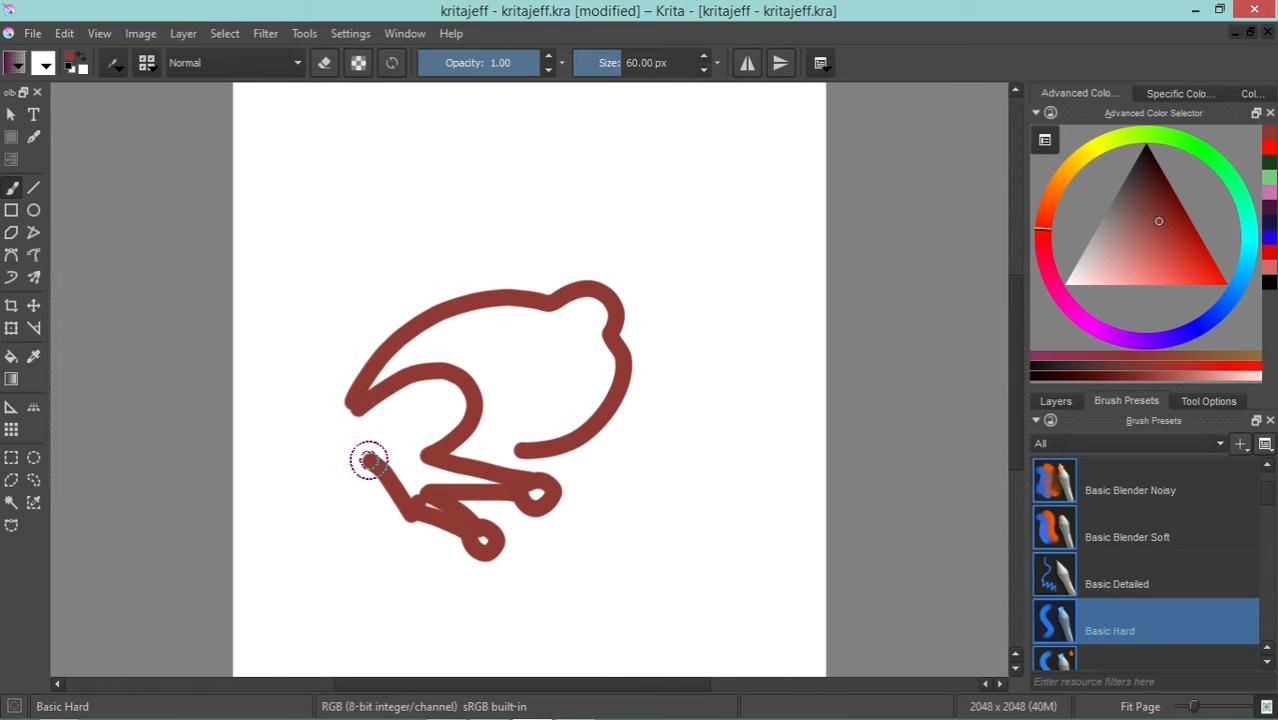 kritajeff - kritajeff.kra [modified] – Krita - [kritajeff - kritajeff.kra]
File Edit View Image Layer Select Filter Tools Settings Window Help
Normal Opacity: 1.00 Size: 60.00 px
olb
T
Advanced Colo... Specific Colo... Col...
Advanced Color Selector
Layers Brush Presets Tool Options
Brush Presets
All
Basic Blender Noisy
Basic Blender Soft
Basic Detailed
Basic Hard
Enter resource filters here
Basic Hard RGB (8-bit integer/channel) sRGB built-in 2048 x 2048 (40M) Fit Page